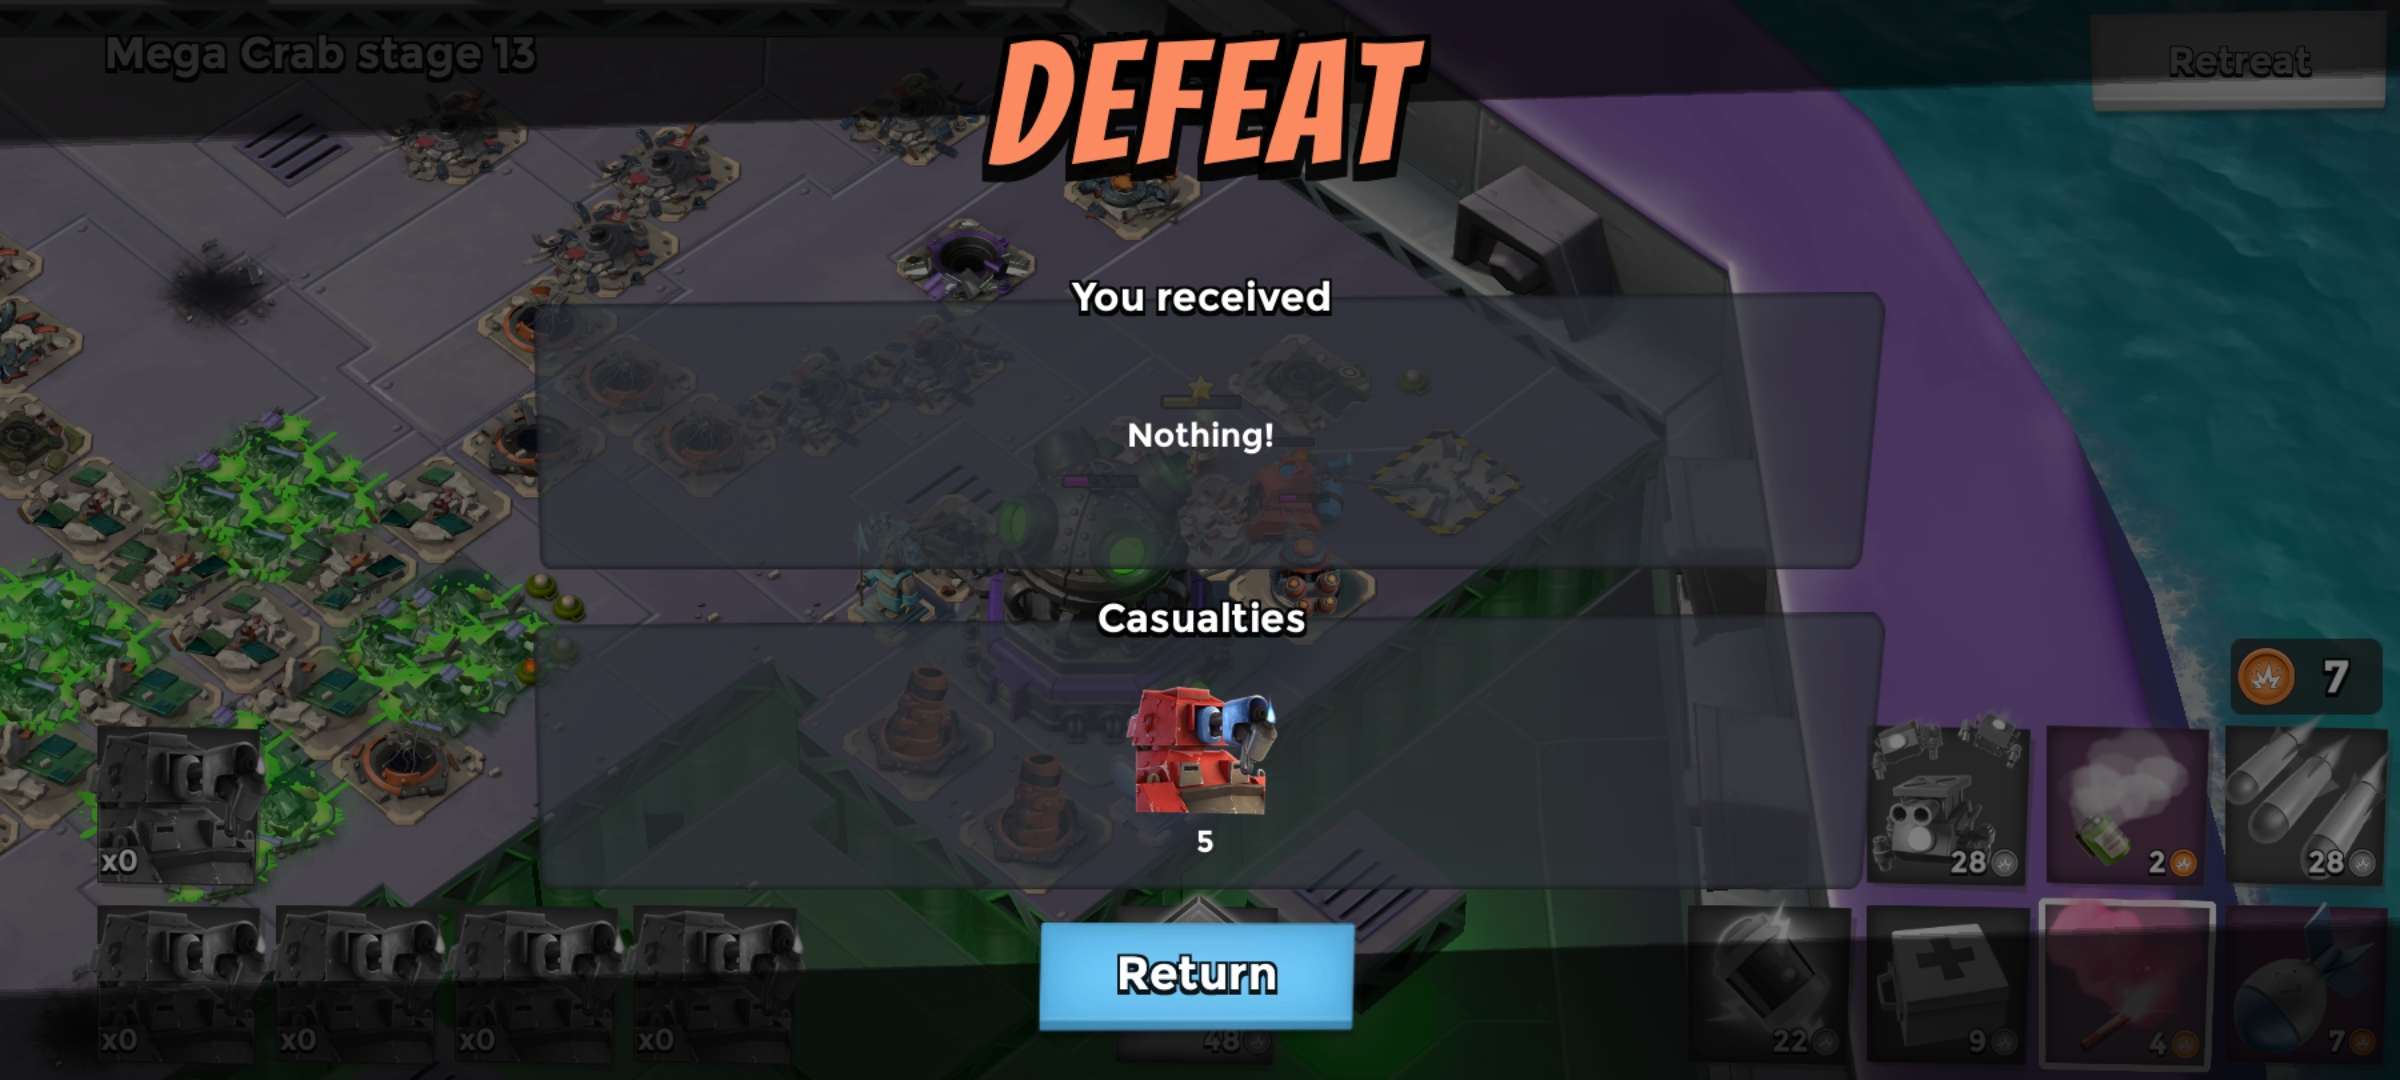 Mega Crab stage 13
DEFEAT
Retreat
You received
Nothing!
Casualties
5
7
x0
28
2
28
x0
x0
x0
x0
Return
48
22
9
4
7